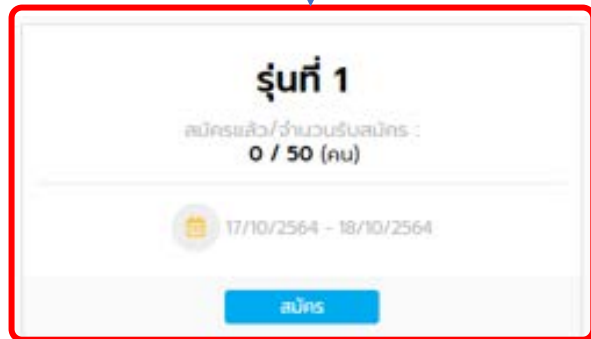 รุ่นที่ 1
สมัครแล้ว/จำนวนรับสมัคร :
0 / 50 (คน)
17/10/2564 - 18/10/2564
สมัคร